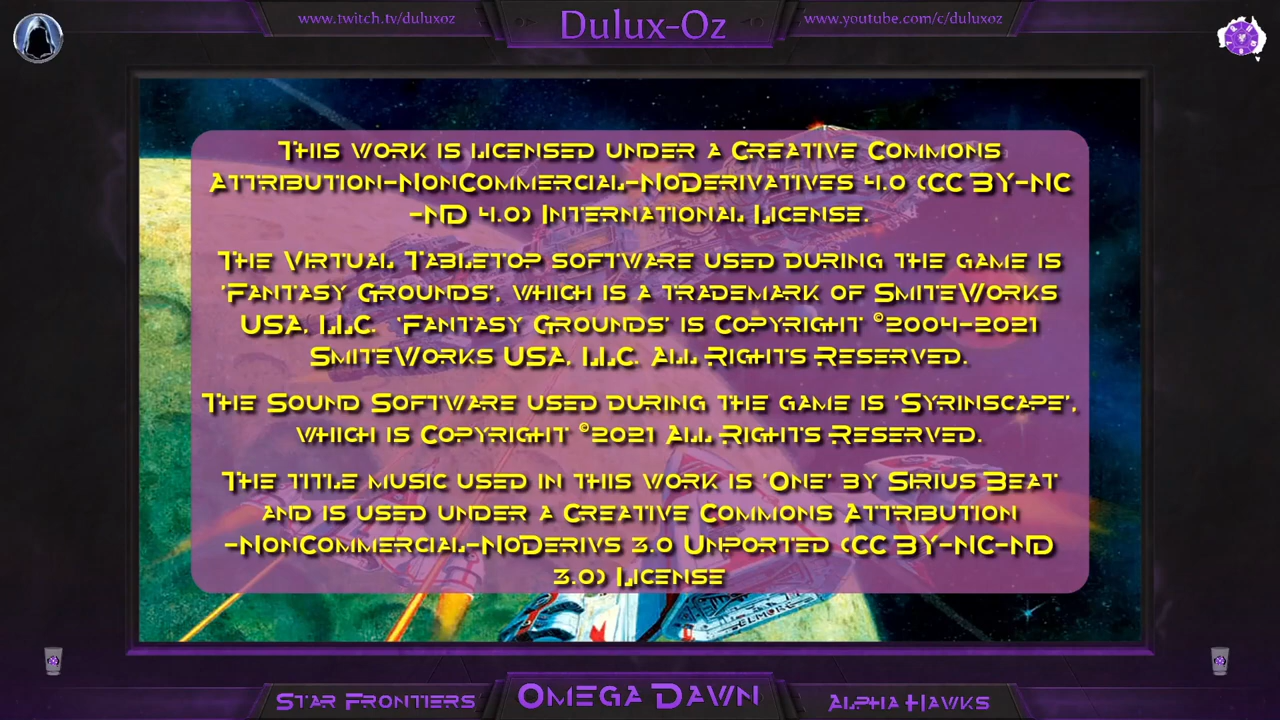 www.twitch.tv/duluxoz
Dulux-Oz
www.youtube.com/c/duluxoz
This work is licensed under a Creative Commons
Attribution-NonCommercial-NoDerivatives 4.0 (CC BY-NC
-ND 4.0) International License.
The Virtual Tabletop software used during the game is
'Fantasy Grounds', which is a trademark of SmiteWorks
USA, LLC.  'Fantasy Grounds' is Copyright ©2004-2021
SmiteWorks USA, LLC. All Rights Reserved.
The Sound Software used during the game is 'Syrinscape',
which is Copyright ©2021 All Rights Reserved.
The title music used in this work is 'One' by Sirius Beat
and is used under a Creative Commons Attribution
-NonCommercial-NoDerivs 3.0 Unported (CC BY-NC-ND
3.0) License
ELMORE
Star Frontiers
Omega Dawn
Alpha Hawks